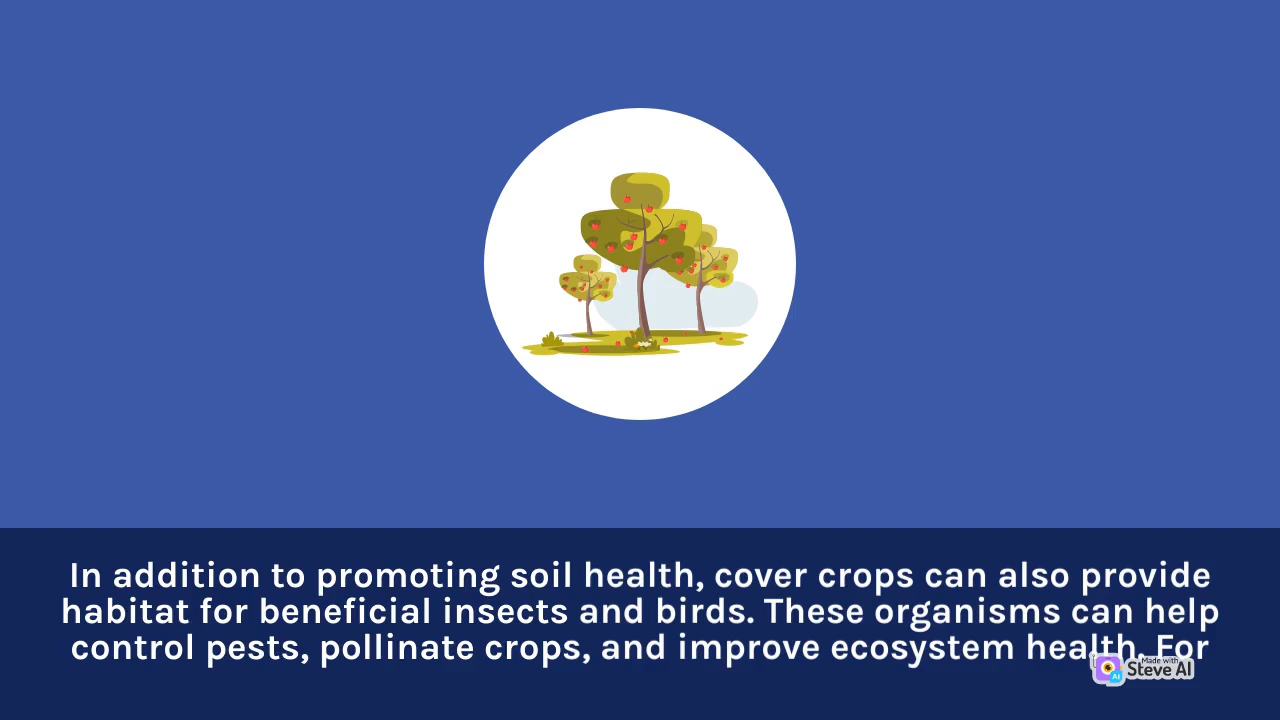 In addition to promoting soil health, cover crops can also provide
habitat for beneficial insects and birds. These organisms can help
control pests, pollinate crops, and improve ecosystem health. For
Made with
Steve AI
AI